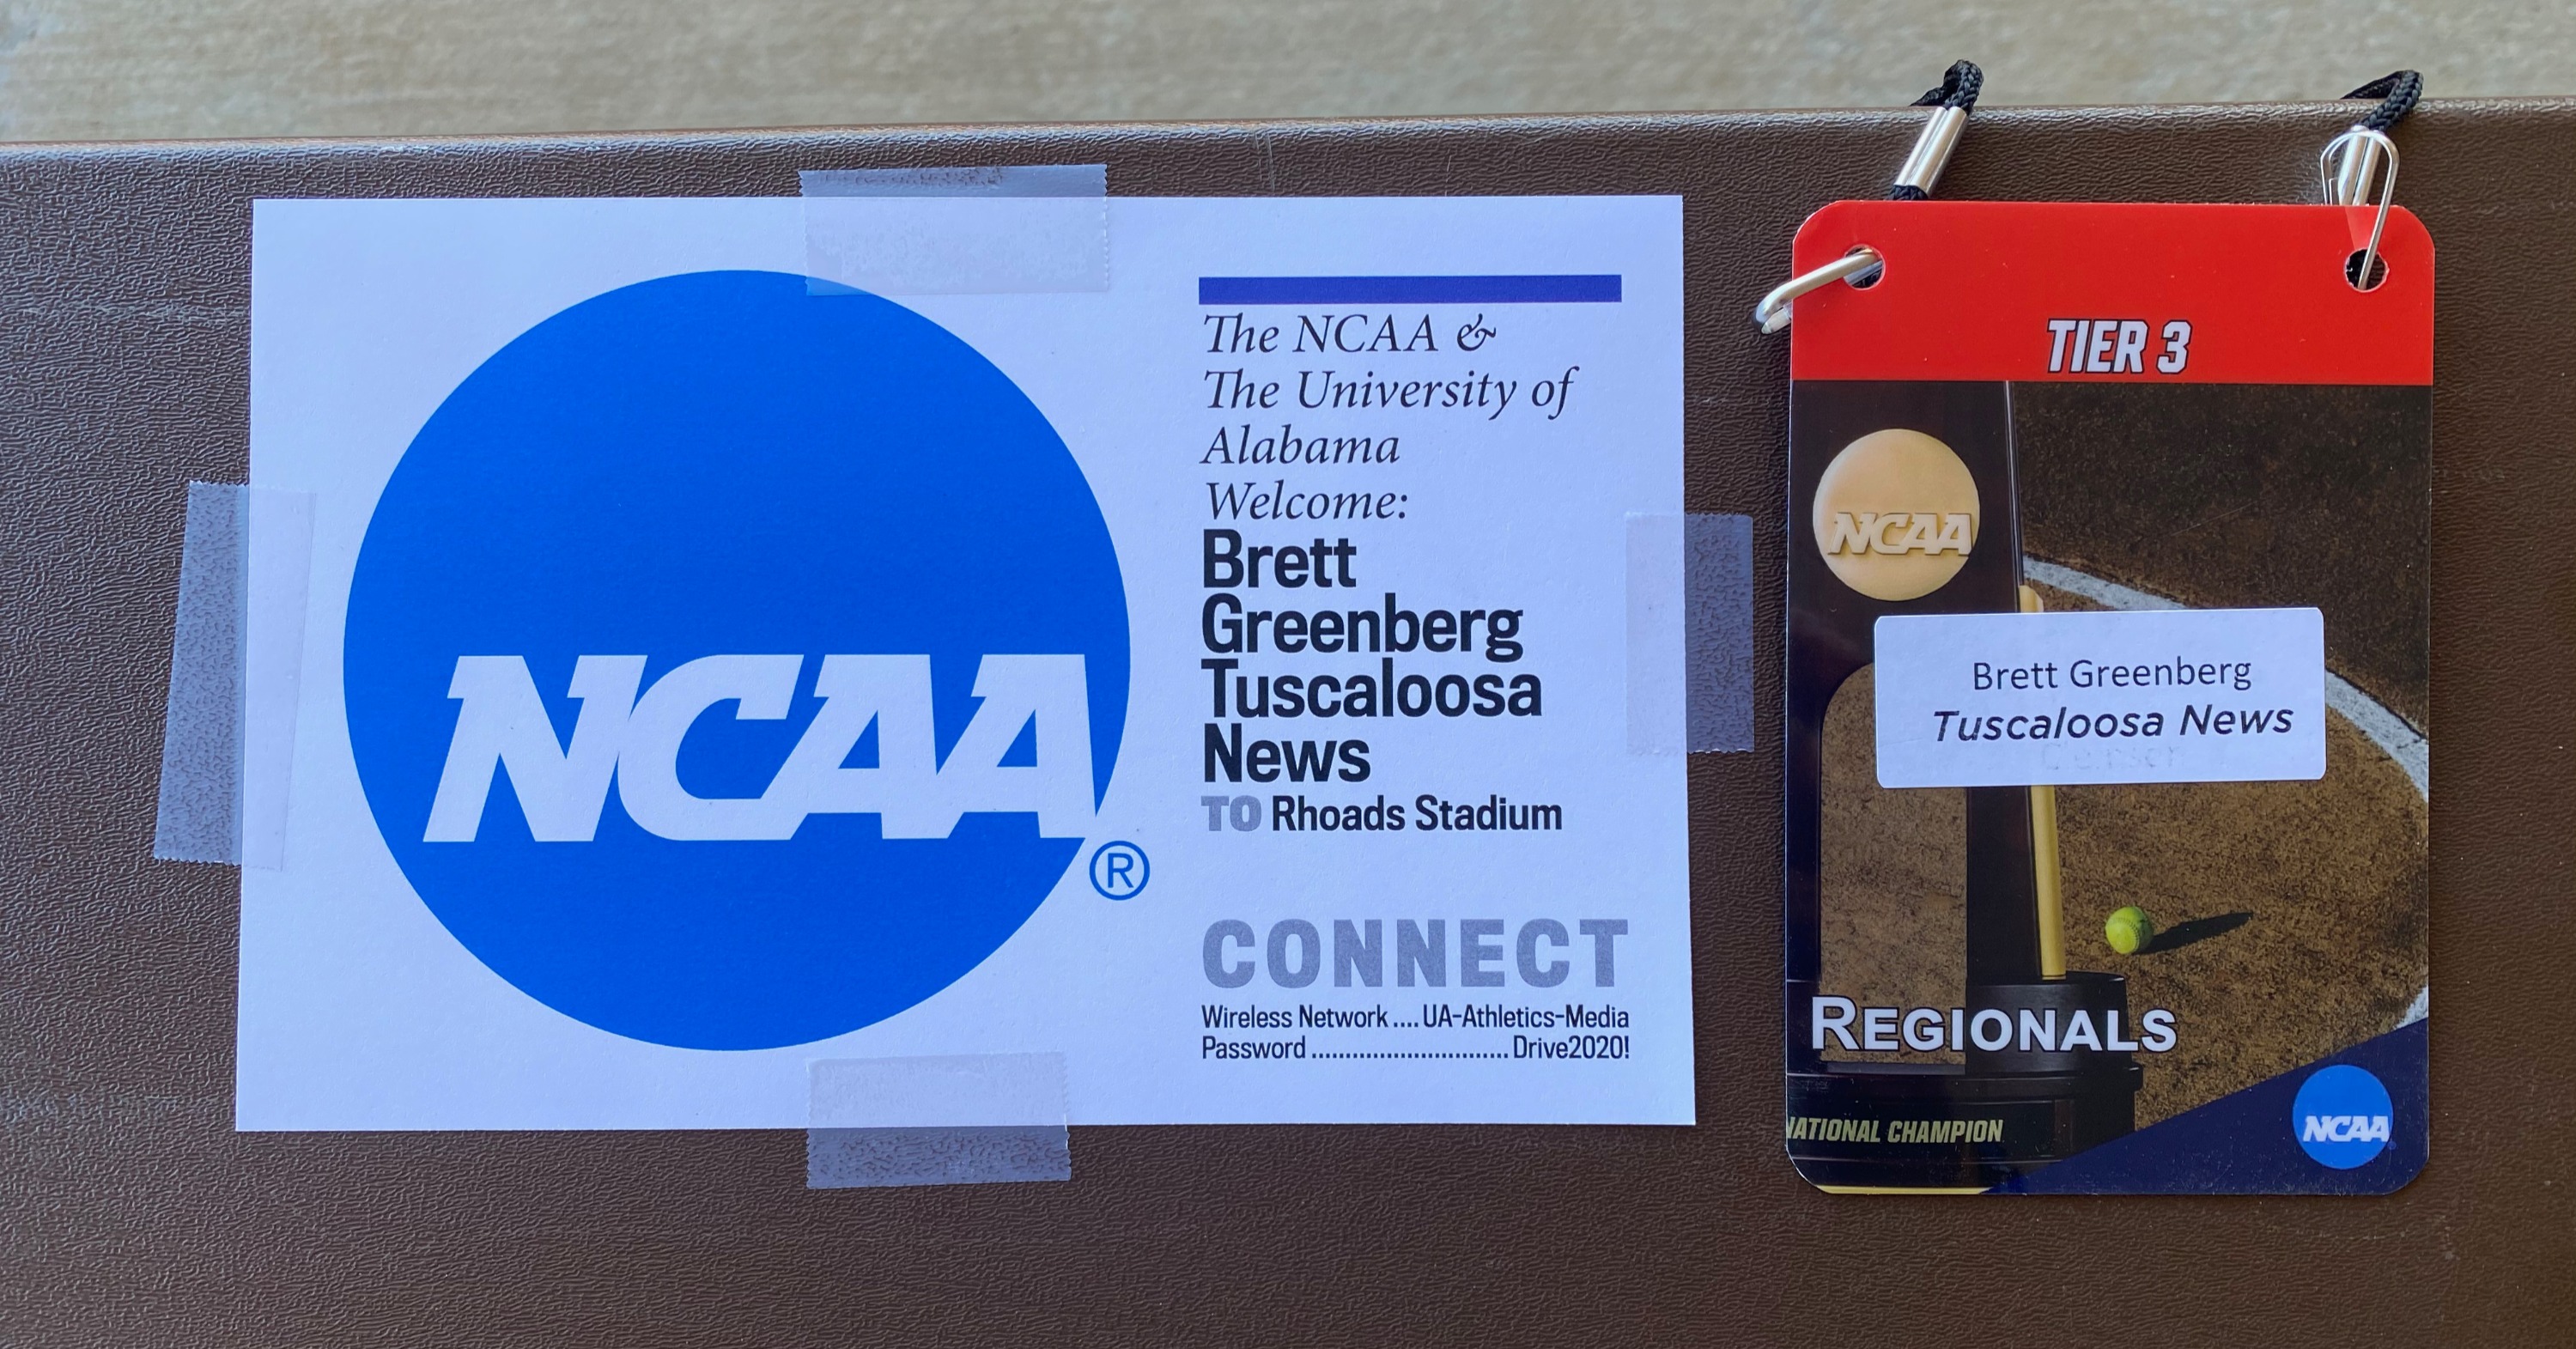 NCAA
®
The NCAA &
The University of
Alabama
Welcome:
Brett
Greenberg
Tuscaloosa
News
TO Rhoads Stadium
CONNECT
Wireless Network .... UA-Athletics-Media
Password ............................. Drive2020!
TIER 3
NCAA
Brett Greenberg
Tuscaloosa News
REGIONALS
NATIONAL CHAMPION
NCAA